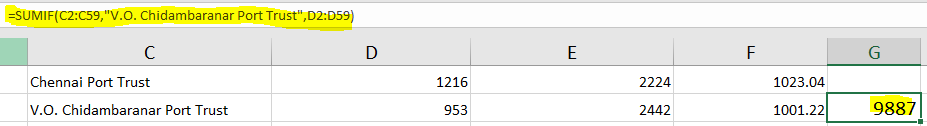 =SUMIF(C2:C59,"V.O. Chidambaranar Port Trust",D2:D59)
C D E F G
Chennai Port Trust 1216 2224 1023.04
V.O. Chidambaranar Port Trust 953 2442 1001.22 9887